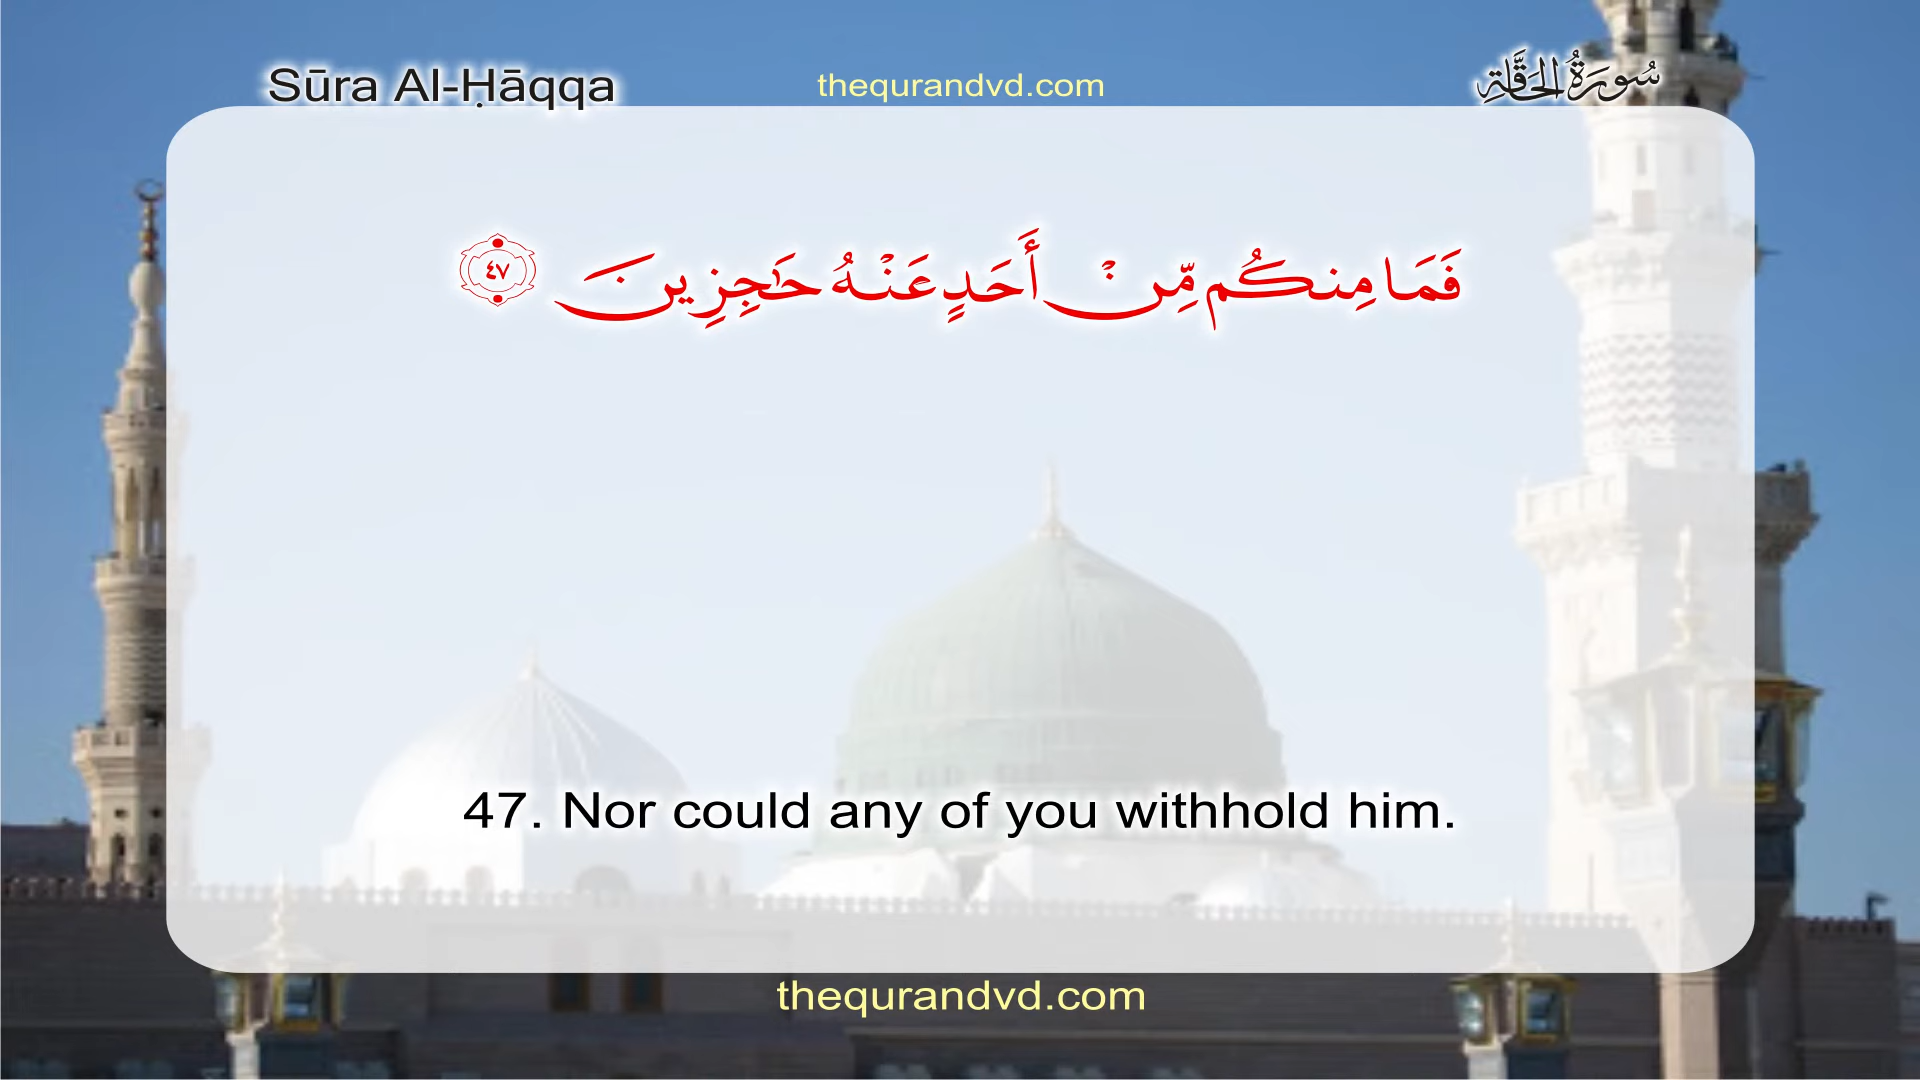 Sūra Al-Ḥāqqa
thequrandvd.com
سُورَةُ الحَاقَّةِ
فَمَا مِنكُم مِّنْ أَحَدٍ عَنْهُ حَٰجِزِينَ ٤٧
47. Nor could any of you withhold him.
thequrandvd.com